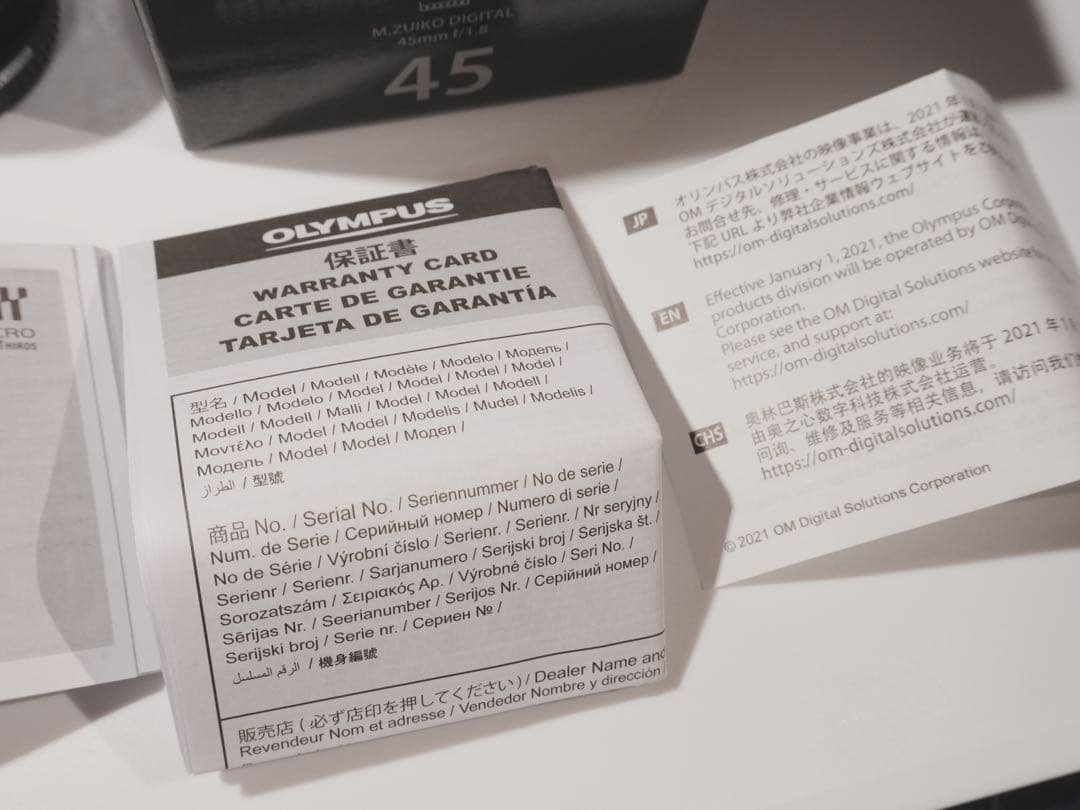 M.ZUIKO DIGITAL
45mm f/1.8
45
OLYMPUS
保証書
WARRANTY CARD
CARTE DE GARANTIE
TARJETA DE GARANTÍA
型名 / Model / Modell / Modèle / Modelo / Модель /
Modello / Modelo / Model / Model / Model / Model /
Modell / Modell / Malli / Model / Model / Modell /
Μοντέλο / Model / Modelis / Mudel / Modelis /
Модель / Model / Model / Модел /
الطراز / 型號
商品 No. / Serial No. / Seriennummer / No de serie /
Num. de Serie / Серийный номер / Numero di serie /
No de Série / Výrobní číslo / Serienr. / Serienr. / Nr seryjny /
Serienr / Serienr. / Sarjanumero / Serijski broj / Serijska št. /
Sorozatszám / Σειριακός Αρ. / Výrobné číslo / Seri No. /
Sērijas Nr. / Seerianumber / Serijos Nr. / Серійний номер /
Serijski broj / Serie nr. / Сериен № /
الرقم المسلسل / 機身編號
販売店 ( 必ず店印を押してください ) / Dealer Name and
Revendeur Nom et adresse / Vendedor Nombre y dirección
CRO
THIRDS
JP
オリンパス株式会社の映像事業は、2021 年
OM デジタルソリューションズ株式会社が
お問合せ先、修理・サービスに関する情報は
下記 URL より弊社企業情報ウェブサイトをご
https://om-digitalsolutions.com/
EN
Effective January 1, 2021, the Olympus
products division will be operated by OM
Corporation.
Please see the OM Digital Solutions website
service, and support at:
https://om-digitalsolutions.com/
CHS
奥林巴斯株式会社的映像业务将于 2021 年 1
由奥之心数字科技株式会社运营。
问询、维修及服务等相关信息，请访问我们
https://om-digitalsolutions.com/
© 2021 OM Digital Solutions Corporation